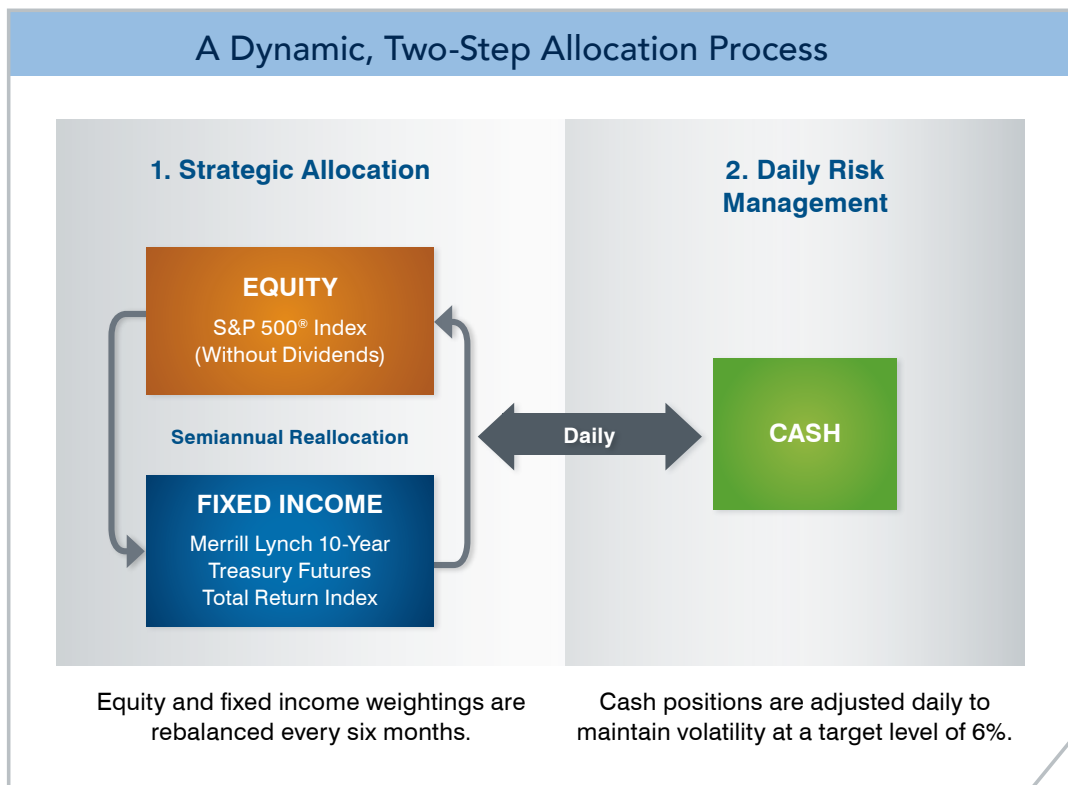 A Dynamic, Two-Step Allocation Process
1. Strategic Allocation
EQUITY
S&P 500® Index
(Without Dividends)
Semiannual Reallocation
FIXED INCOME
Merrill Lynch 10-Year
Treasury Futures
Total Return Index
Equity and fixed income weightings are
rebalanced every six months.
Daily
2. Daily Risk
Management
CASH
Cash positions are adjusted daily to
maintain volatility at a target level of 6%.